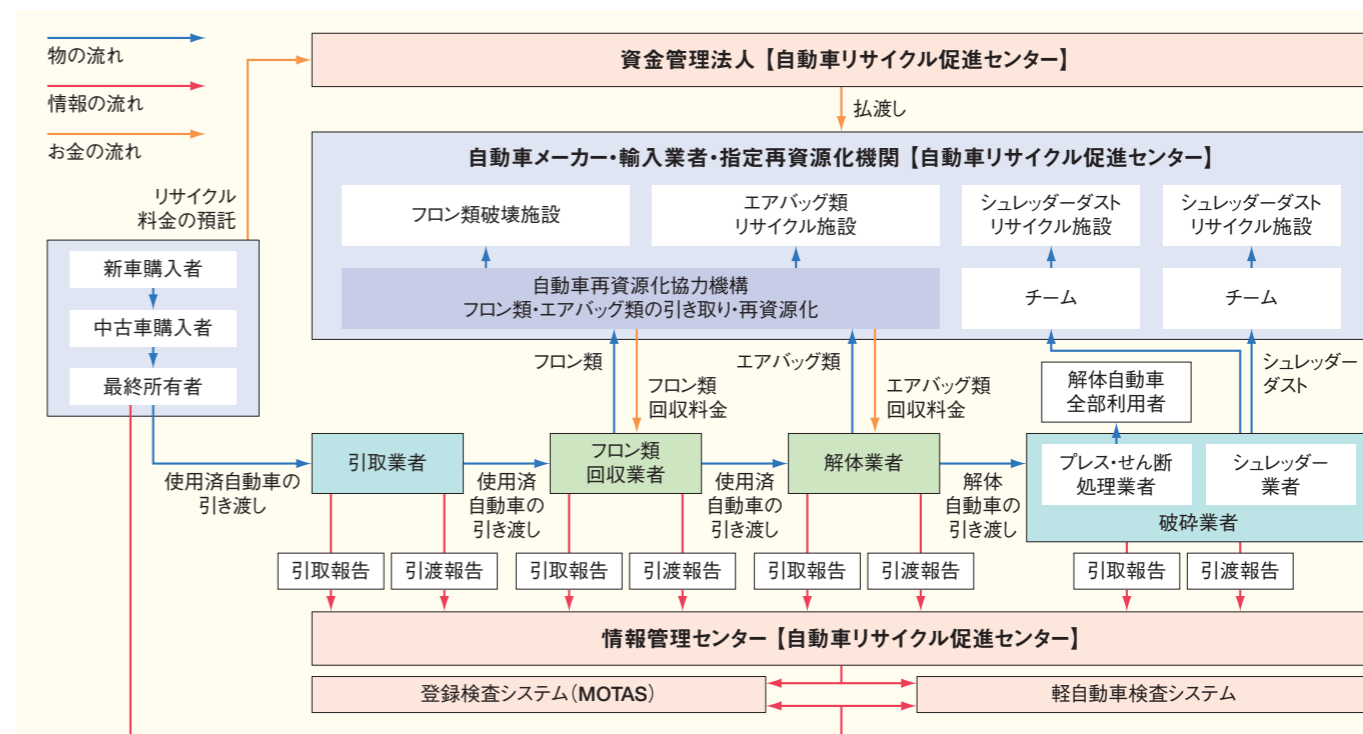 物の流れ
情報の流れ
お金の流れ
資金管理法人【自動車リサイクル促進センター】
払渡し
リサイクル
料金の預託
自動車メーカー・輸入業者・指定再資源化機関【自動車リサイクル促進センター】
フロン類破壊施設
エアバッグ類
リサイクル施設
シュレッダーダスト
リサイクル施設
シュレッダーダスト
リサイクル施設
自動車再資源化協力機構
フロン類・エアバッグ類の引き取り・再資源化
チーム
チーム
新車購入者
中古車購入者
最終所有者
フロン類
フロン類
回収料金
エアバッグ類
エアバッグ類
回収料金
シュレッダー
ダスト
解体自動車
全部利用者
使用済自動車の
引き渡し
引取業者
使用済
自動車の
引き渡し
フロン類
回収業者
使用済
自動車の
引き渡し
解体業者
解体
自動車の
引き渡し
プレス・せん断
処理業者
シュレッダー
業者
破砕業者
引取報告
引渡報告
引取報告
引渡報告
引取報告
引渡報告
引取報告
引渡報告
情報管理センター【自動車リサイクル促進センター】
登録検査システム(MOTAS)
軽自動車検査システム